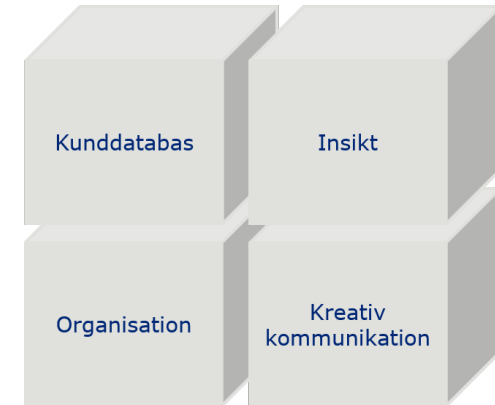 Kunddatabas
Insikt
Organisation
Kreativ
kommunikation